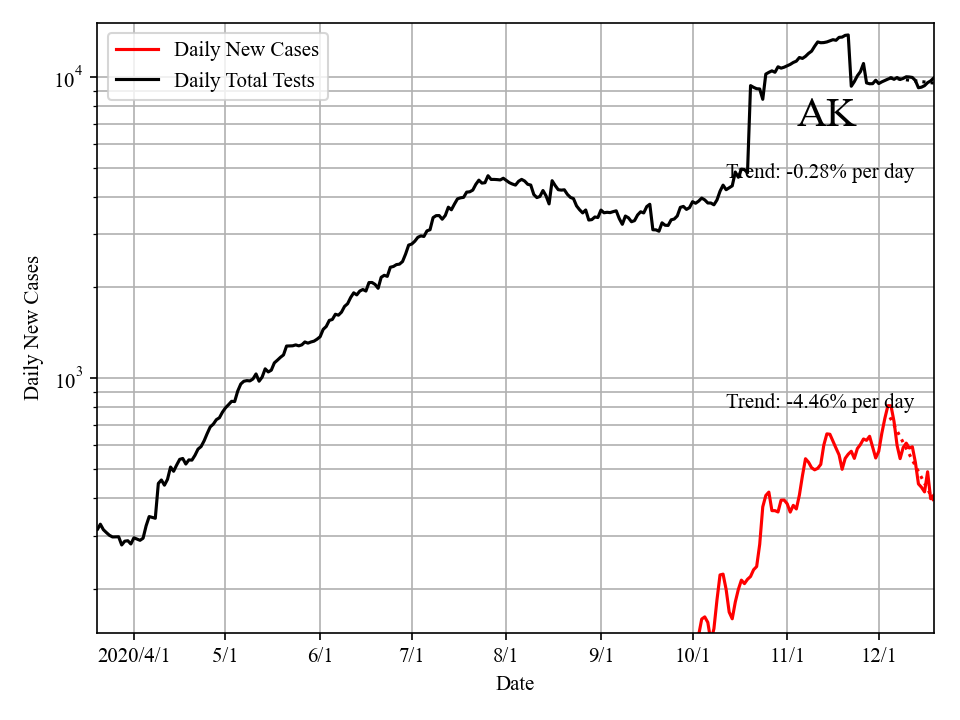 Daily New Cases
Daily Total Tests
10^4
AK
Trend: -0.28% per day
Daily New Cases
10^3
Trend: -4.46% per day
2020/4/1 5/1 6/1 7/1 8/1 9/1 10/1 11/1 12/1
Date